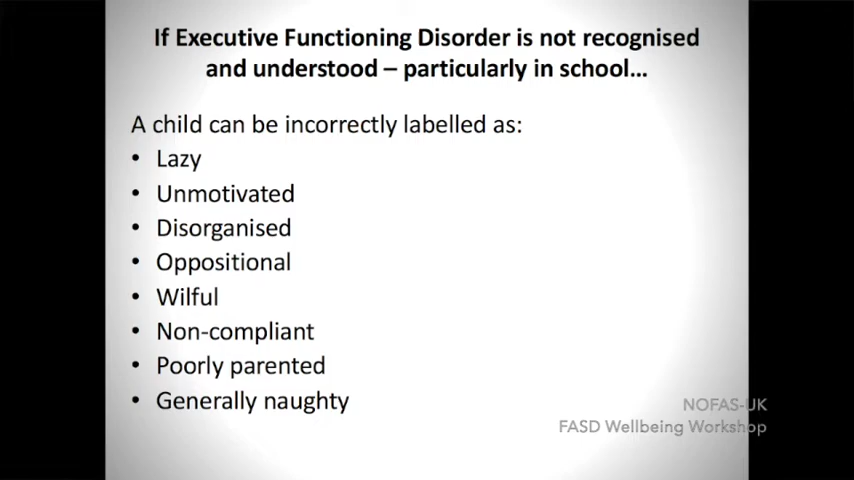 If Executive Functioning Disorder is not recognised
and understood – particularly in school…
A child can be incorrectly labelled as:
• Lazy
• Unmotivated
• Disorganised
• Oppositional
• Wilful
• Non-compliant
• Poorly parented
• Generally naughty
NOFAS-UK
FASD Wellbeing Workshop